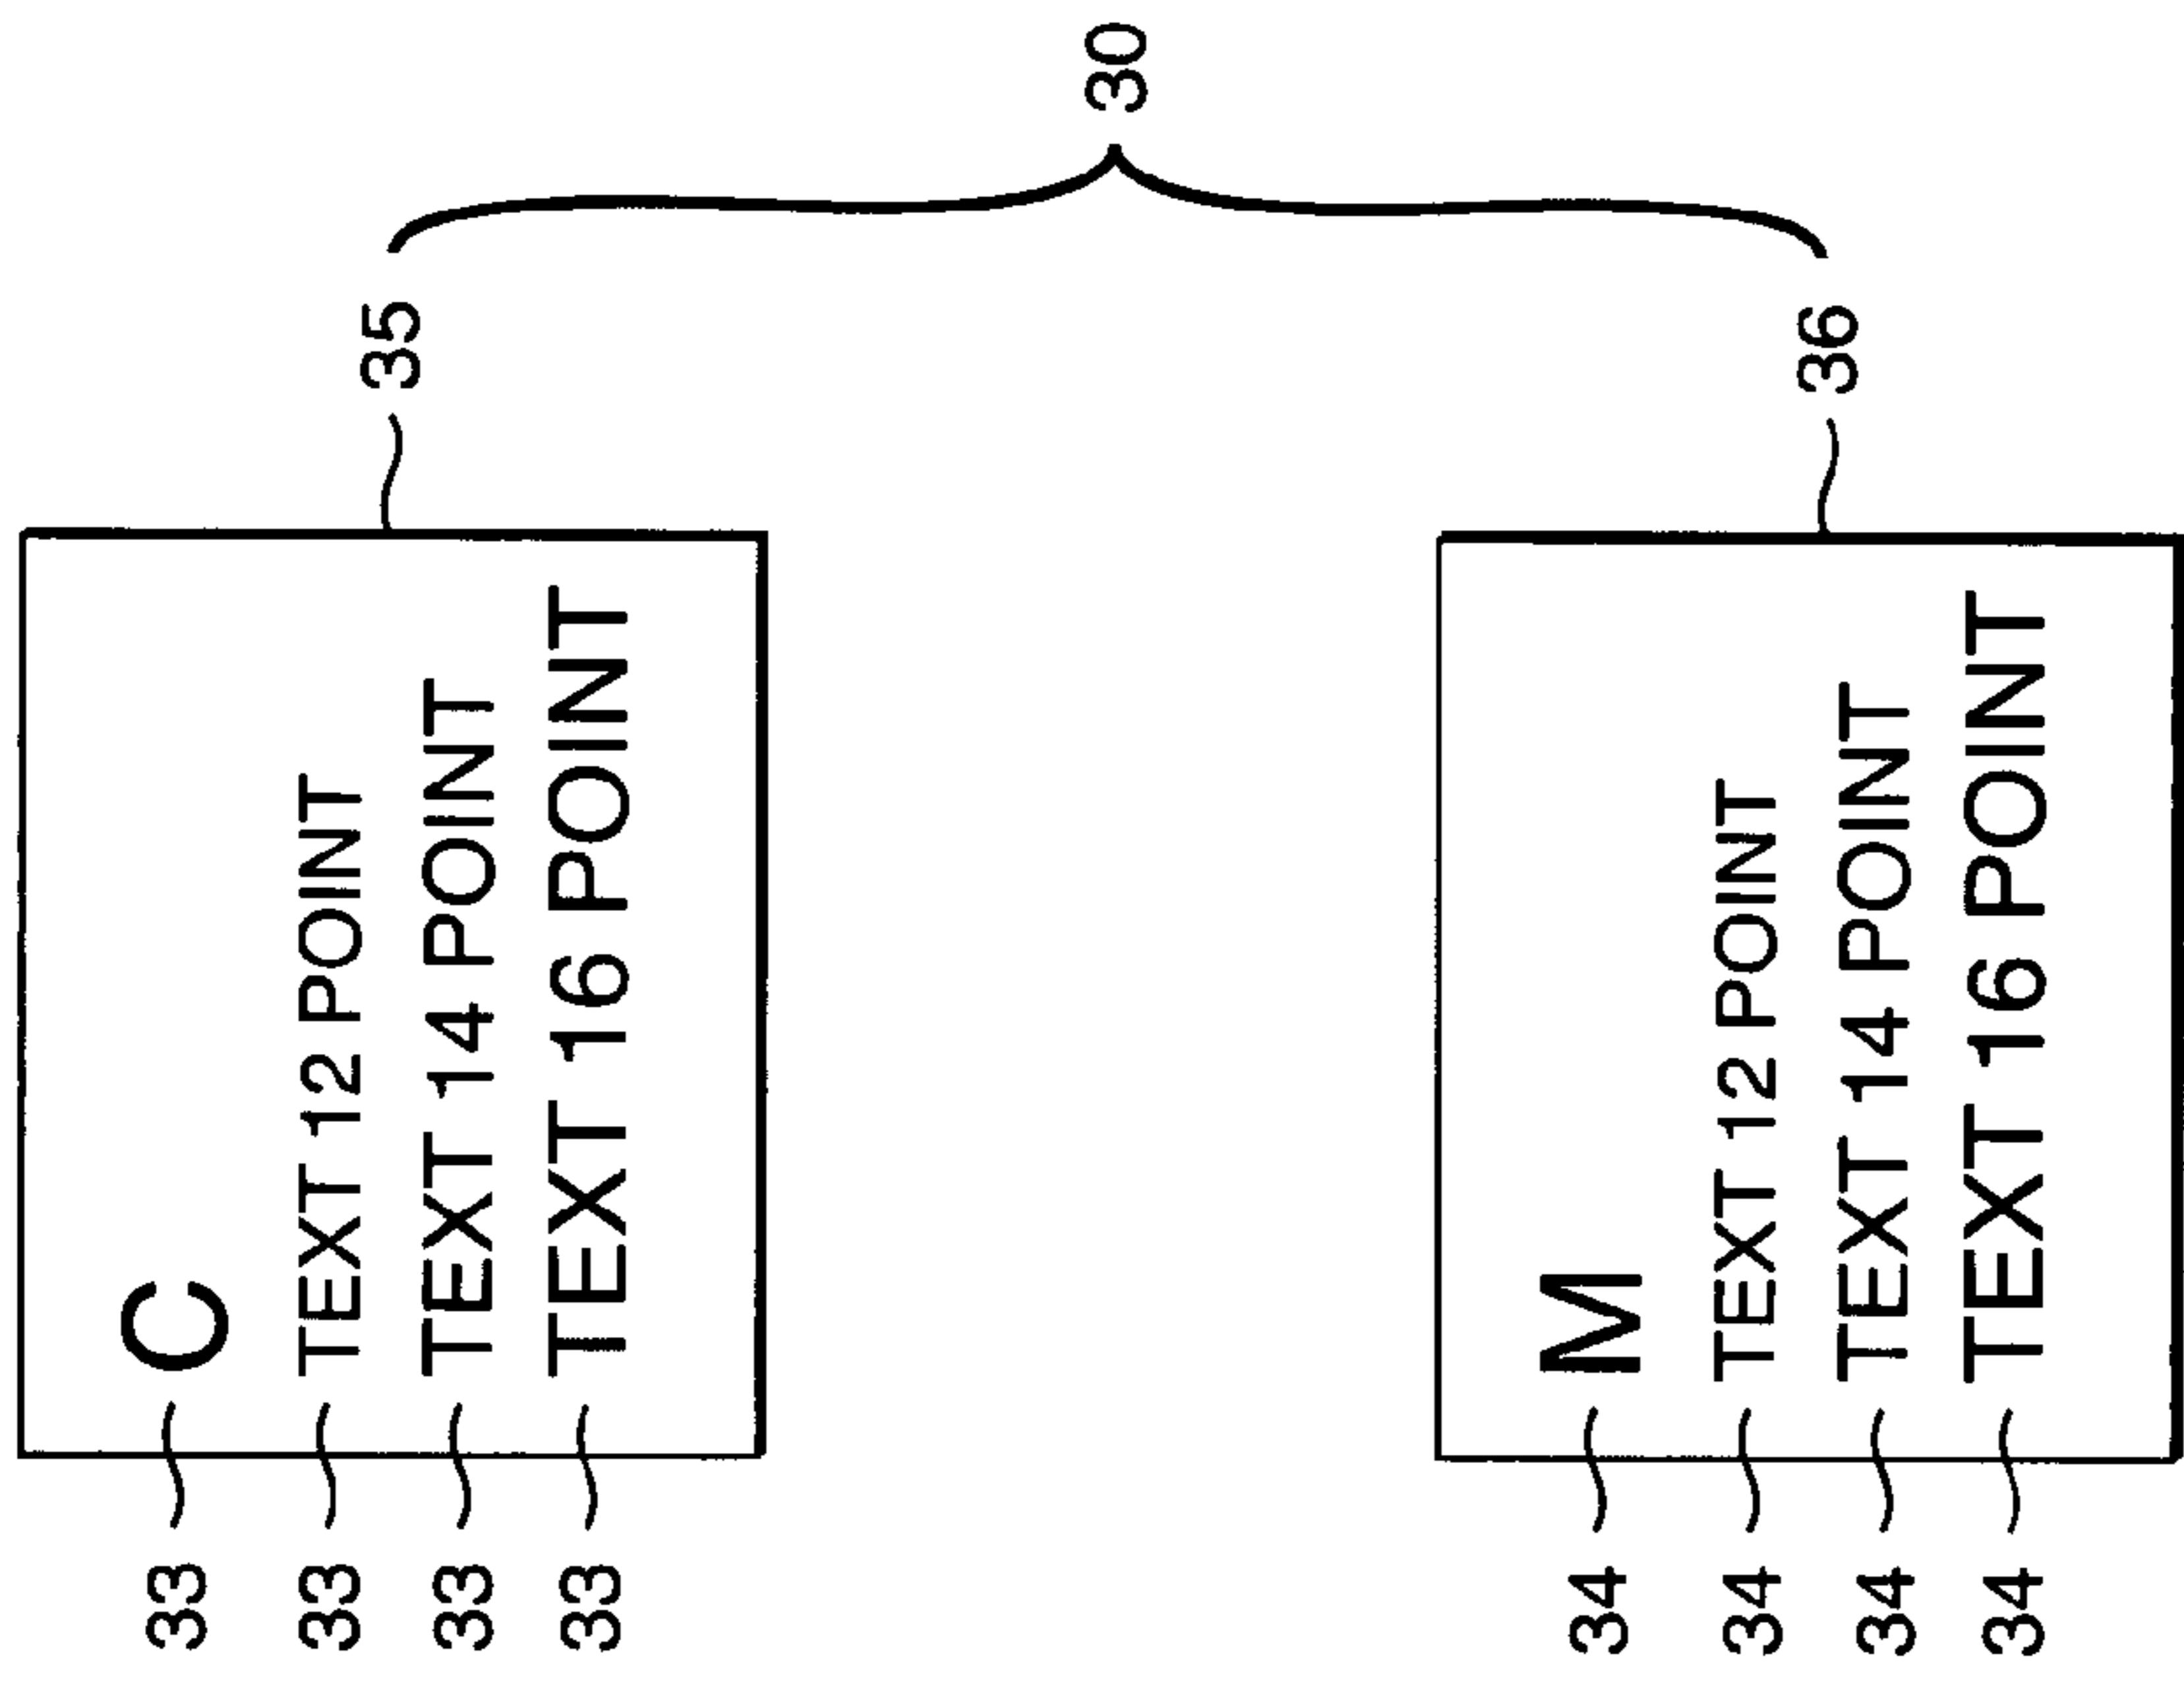 33 C
33 TEXT 12 POINT
35
33 TEXT 14 POINT
33 TEXT 16 POINT
30
34 M
34 TEXT 12 POINT
36
34 TEXT 14 POINT
34 TEXT 16 POINT